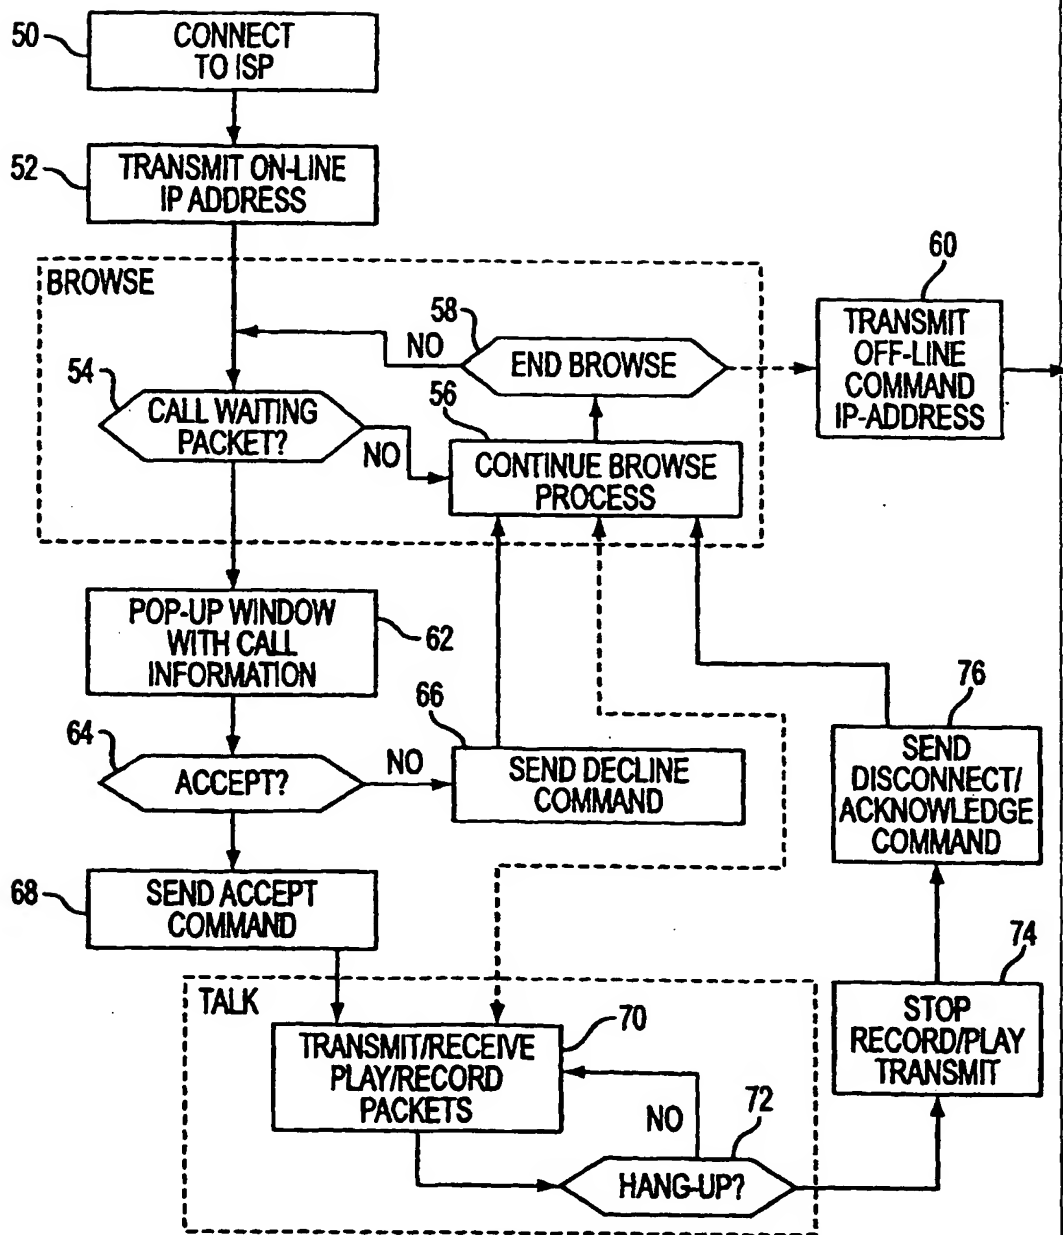 50
CONNECT
TO ISP
52
TRANSMIT ON-LINE
IP ADDRESS
BROWSE
58
NO
END BROWSE
60
TRANSMIT
OFF-LINE
COMMAND
IP-ADDRESS
54
CALL WAITING
PACKET?
NO
56
CONTINUE BROWSE
PROCESS
POP-UP WINDOW
WITH CALL
INFORMATION
62
64
ACCEPT?
NO
66
SEND DECLINE
COMMAND
76
SEND
DISCONNECT/
ACKNOWLEDGE
COMMAND
68
SEND ACCEPT
COMMAND
74
STOP
RECORD/PLAY
TRANSMIT
TALK
70
TRANSMIT/RECEIVE
PLAY/RECORD
PACKETS
NO
72
HANG-UP?